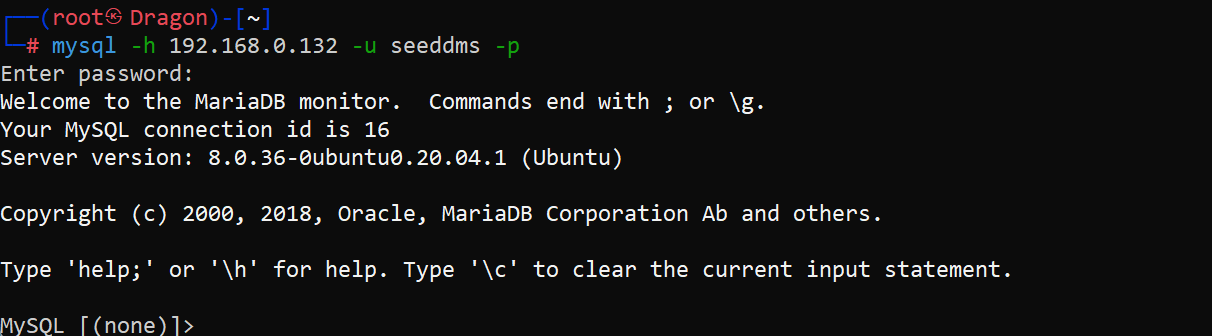 ┌──(root㉿Dragon)-[~]
└─# mysql -h 192.168.0.132 -u seeddms -p
Enter password:
Welcome to the MariaDB monitor.  Commands end with ; or \g.
Your MySQL connection id is 16
Server version: 8.0.36-0ubuntu0.20.04.1 (Ubuntu)
Copyright (c) 2000, 2018, Oracle, MariaDB Corporation Ab and others.
Type 'help;' or '\h' for help. Type '\c' to clear the current input statement.
MySQL [(none)]>